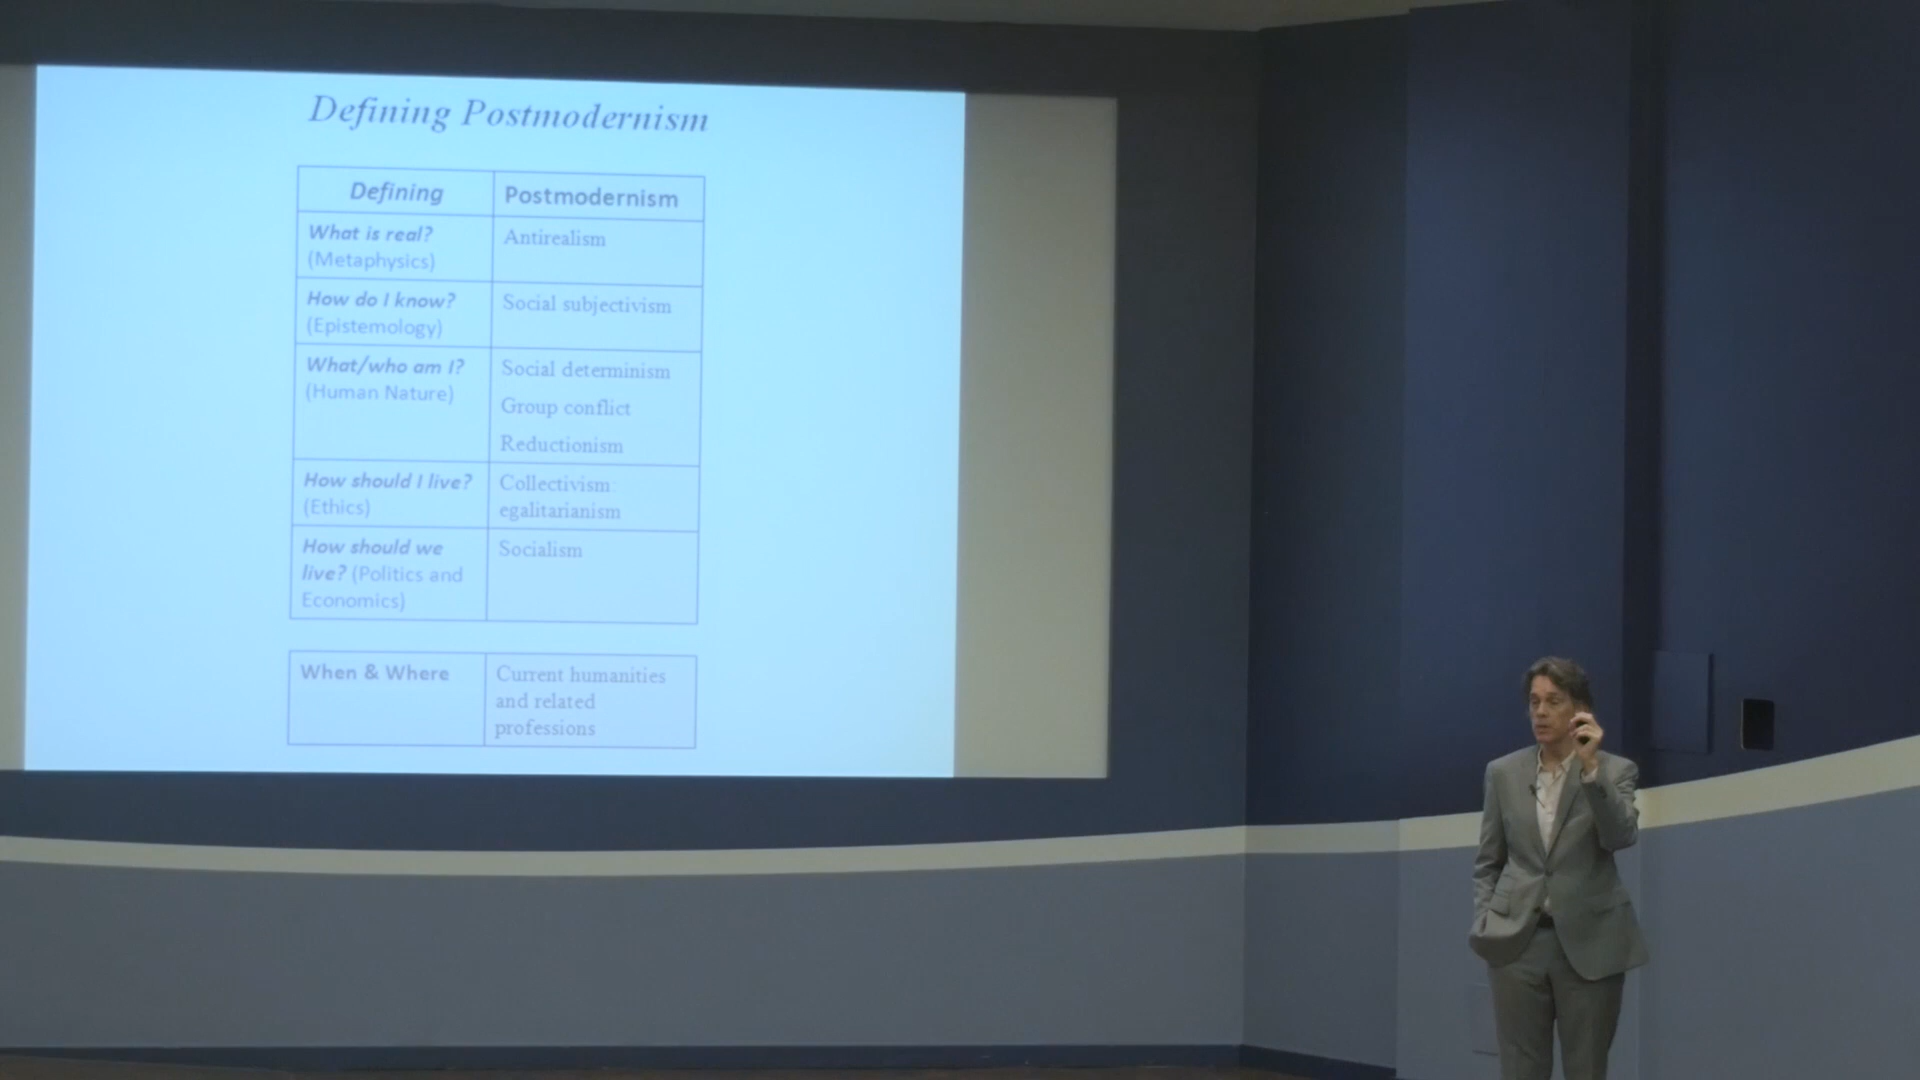 Defining Postmodernism
Defining
Postmodernism
What is real?
(Metaphysics)
Antirealism
How do I know?
(Epistemology)
Social subjectivism
What/who am I?
(Human Nature)
Social determinism
Group conflict
Reductionism
How should I live?
(Ethics)
Collectivism
egalitarianism
How should we
live? (Politics and
Economics)
Socialism
When & Where
Current humanities
and related
professions